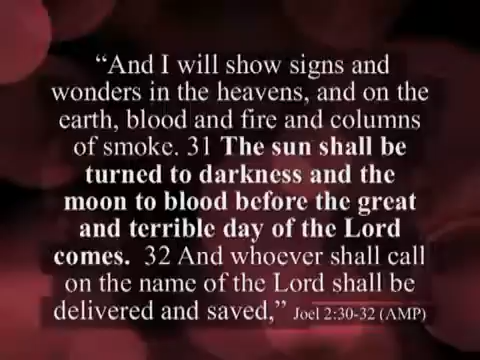 “And I will show signs and
wonders in the heavens, and on the
earth, blood and fire and columns
of smoke. 31 The sun shall be
turned to darkness and the
moon to blood before the great
and terrible day of the Lord
comes.  32 And whoever shall call
on the name of the Lord shall be
delivered and saved,” Joel 2:30-32 (AMP)